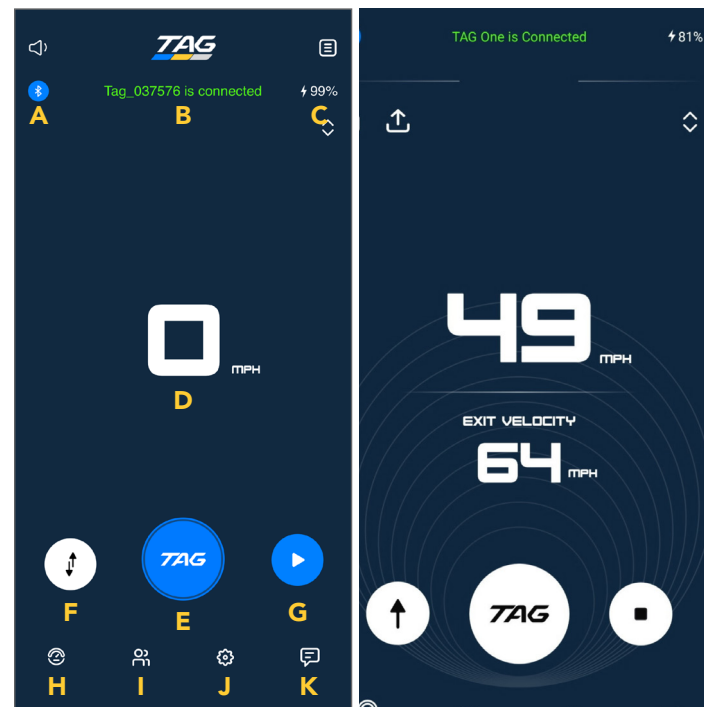 TAG
Tag_037576 is connected
99%
A
B
C
0 MPH
D
TAG
F
E
G
H
I
J
K
TAG One is Connected
81%
49 MPH
EXIT VELOCITY
64 MPH
TAG